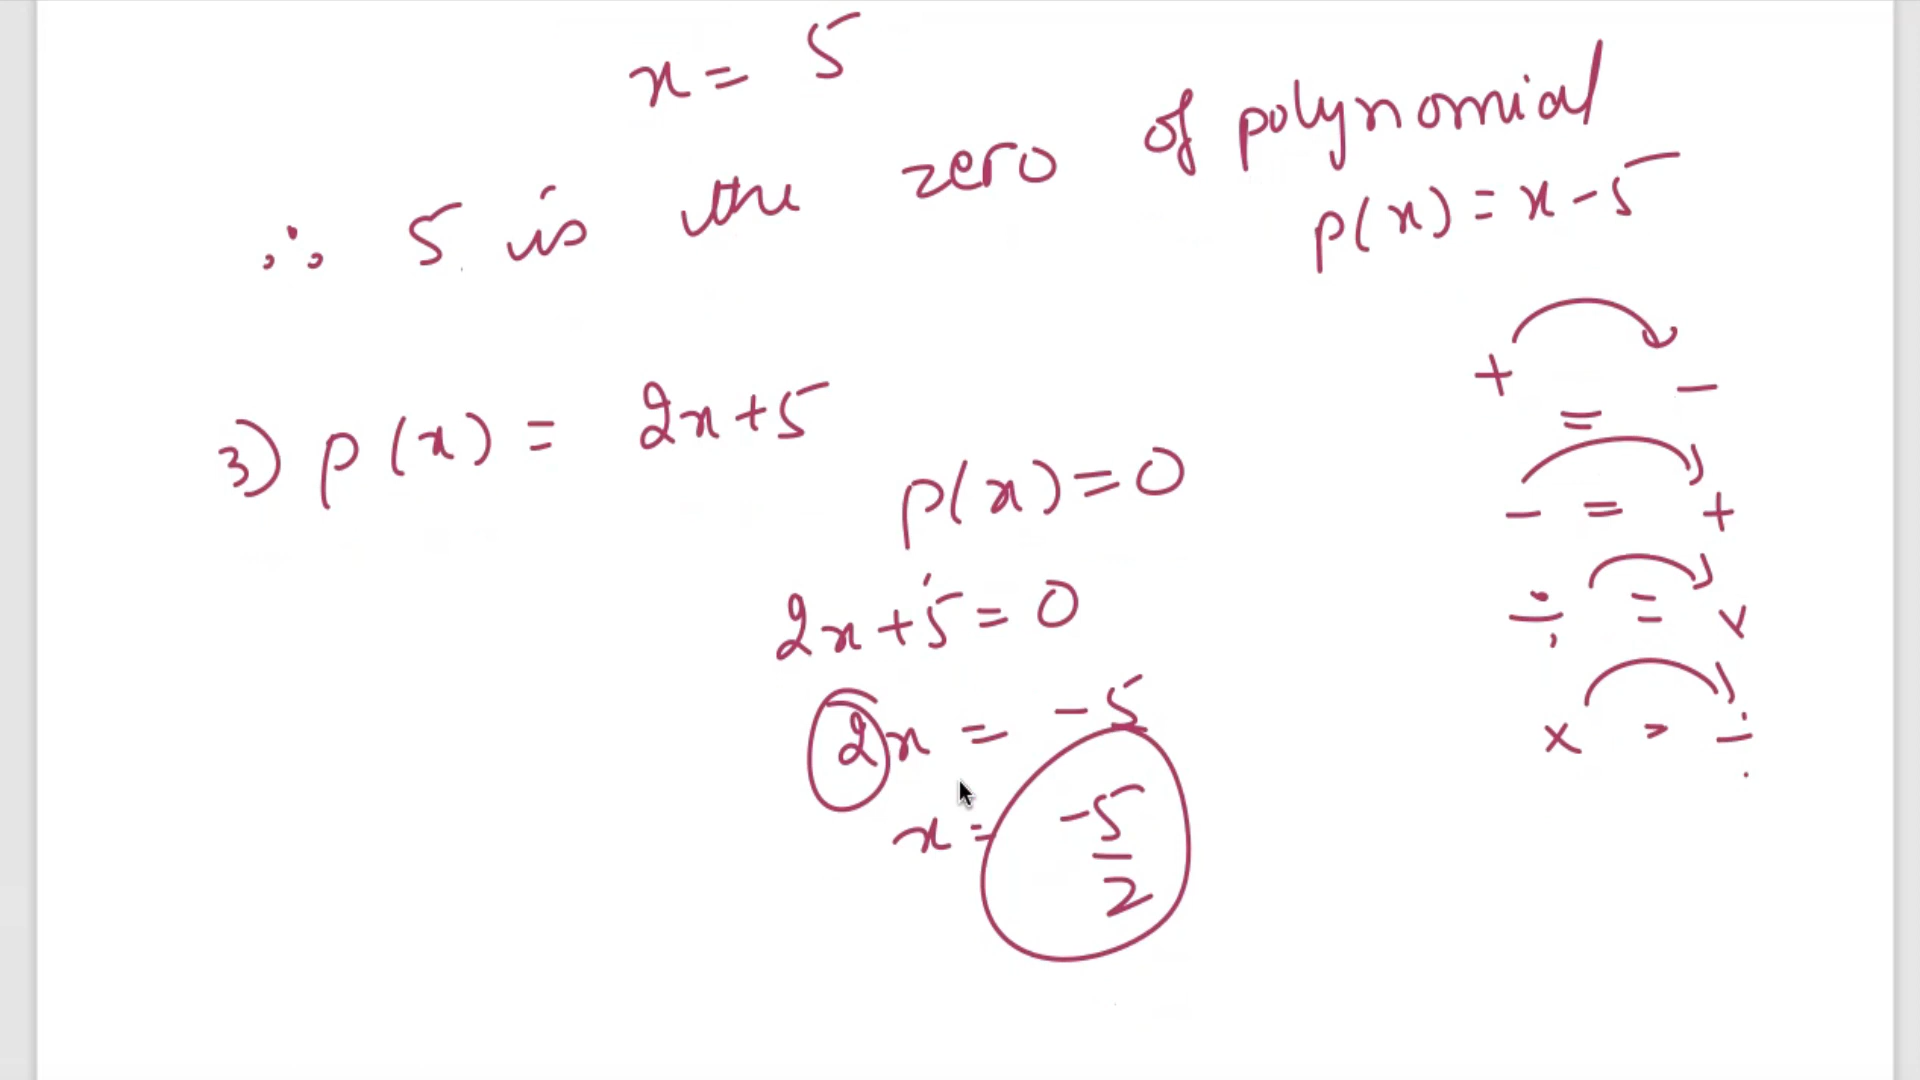 x = 5
∴ 5 is the zero of polynomial
p(x) = x - 5
3) p(x) = 2x+5
p(x) = 0
2x+5 = 0
2x = -5
x = -5/2
+ = -
- = +
÷ = ×
× = ÷